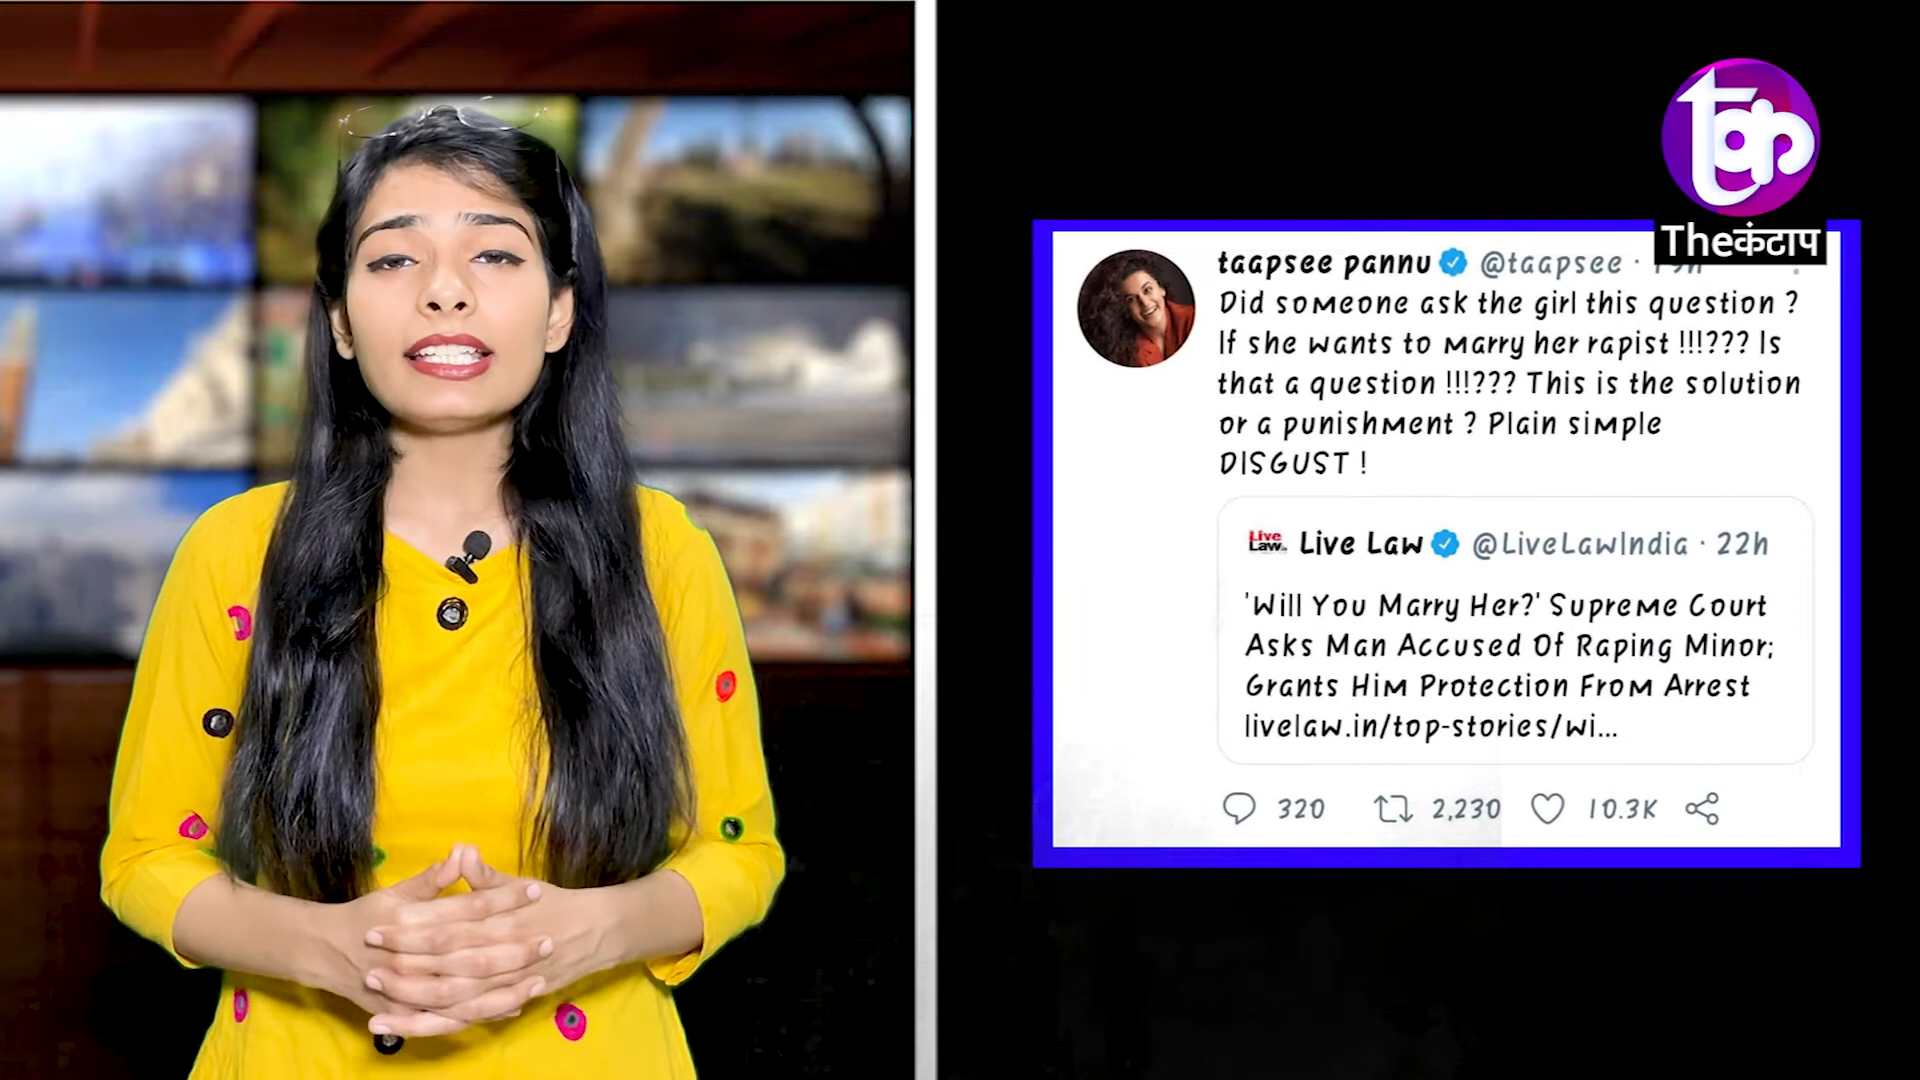 tap
Theकंटाप
taapsee pannu @taapsee ·
Did someone ask the girl this question ?
If she wants to marry her rapist !!!??? Is
that a question !!!??? This is the solution
or a punishment ? Plain simple
DISGUST !
Live
Law.in
Live Law @LiveLawIndia · 22h
'Will You Marry Her?' Supreme Court
Asks Man Accused Of Raping Minor;
Grants Him Protection From Arrest
livelaw.in/top-stories/wi...
320 2,230 10.3K